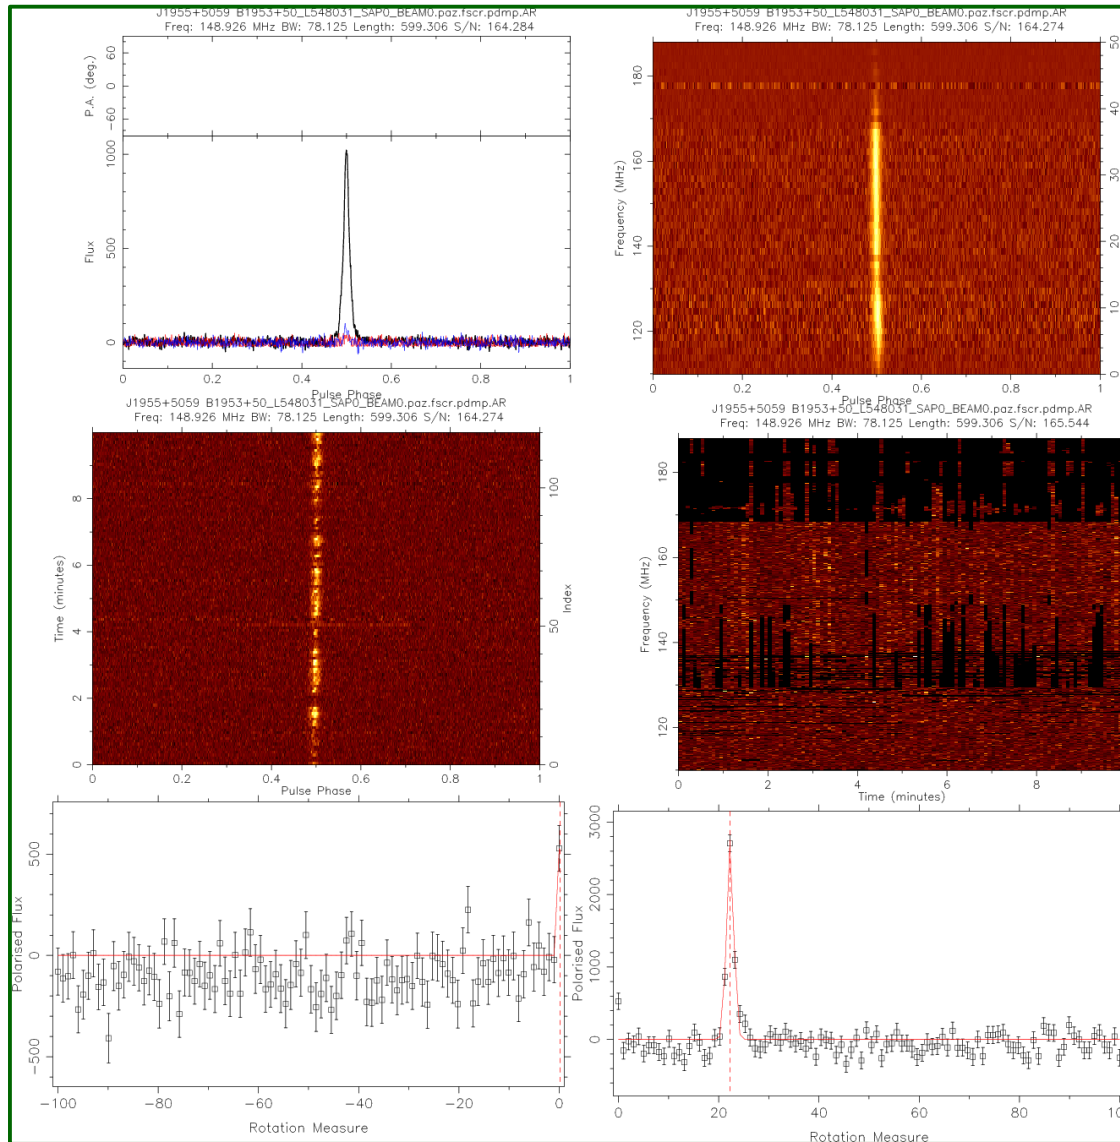 J1955+5059 B1953+50_L548031_SAP0_BEAM0.paz.fscr.pdmp.AR
Freq: 148.926 MHz BW: 78.125 Length: 599.306 S/N: 164.284
P.A. (deg.)
60
0
−60
Flux
1000
500
0
0 0.2 0.4 0.6 0.8 1
Pulse Phase
J1955+5059 B1953+50_L548031_SAP0_BEAM0.paz.fscr.pdmp.AR
Freq: 148.926 MHz BW: 78.125 Length: 599.306 S/N: 164.274
Frequency (MHz)
180
160
140
120
50
40
30
20
10
0
0 0.2 0.4 0.6 0.8 1
Pulse Phase
J1955+5059 B1953+50_L548031_SAP0_BEAM0.paz.fscr.pdmp.AR
Freq: 148.926 MHz BW: 78.125 Length: 599.306 S/N: 164.274
Time (minutes)
8
6
4
2
0
Index
100
50
0
0 0.2 0.4 0.6 0.8 1
Pulse Phase
J1955+5059 B1953+50_L548031_SAP0_BEAM0.paz.fscr.pdmp.AR
Freq: 148.926 MHz BW: 78.125 Length: 599.306 S/N: 165.544
Frequency (MHz)
180
160
140
120
0 2 4 6 8
Time (minutes)
Polarised Flux
500
0
−500
−100 −80 −60 −40 −20 0
Rotation Measure
Polarised Flux
3000
2000
1000
0
0 20 40 60 80 100
Rotation Measure